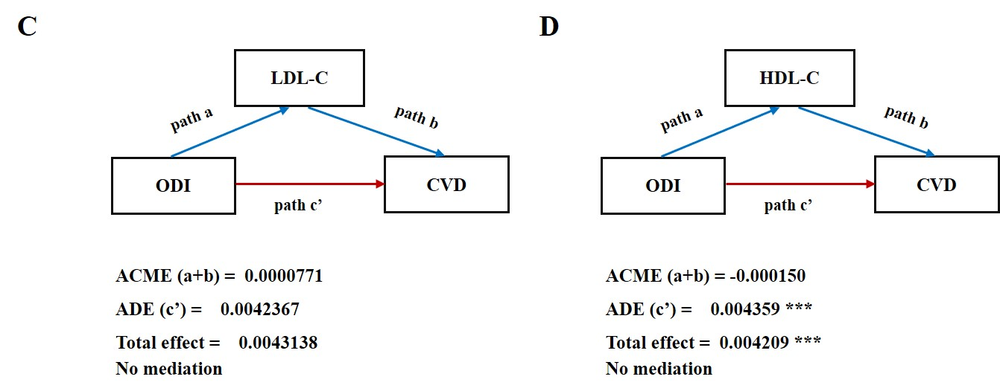 C
LDL-C
path a
path b
ODI
CVD
path c’
ACME (a+b) = 0.0000771
ADE (c’) = 0.0042367
Total effect = 0.0043138
No mediation
D
HDL-C
path a
path b
ODI
CVD
path c’
ACME (a+b) = -0.000150
ADE (c’) = 0.004359 ***
Total effect = 0.004209 ***
No mediation